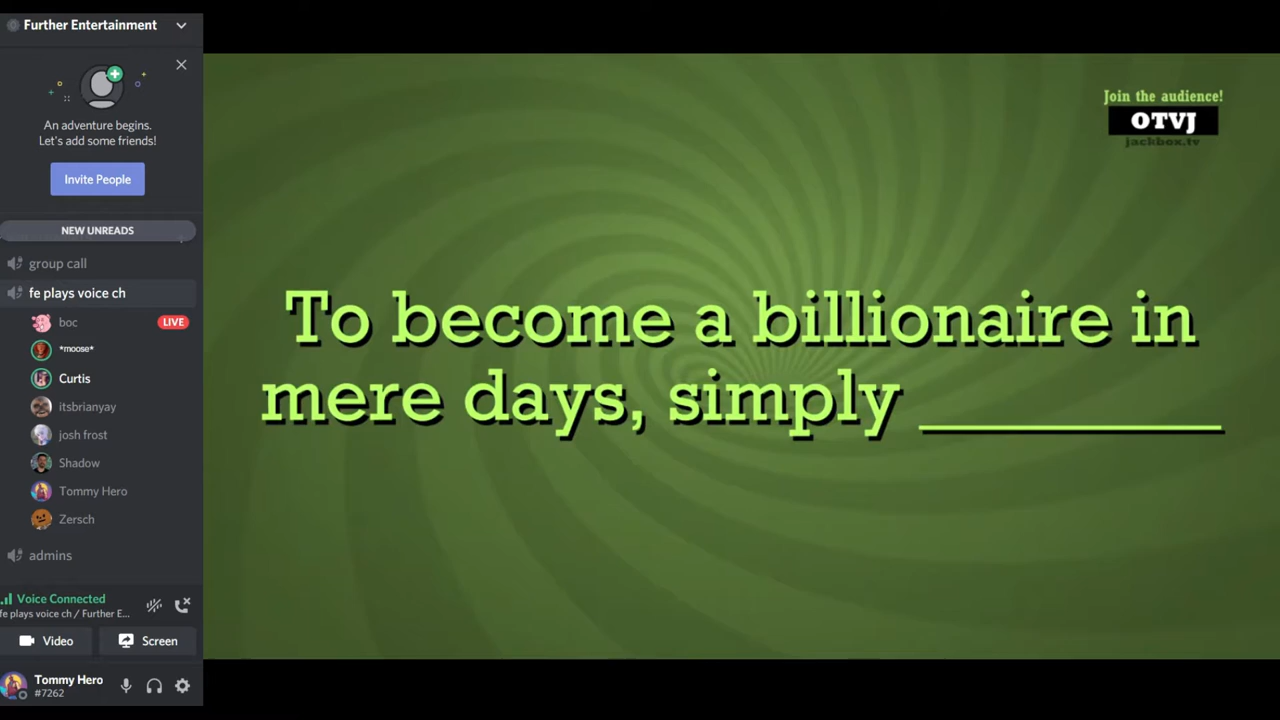 Further Entertainment
An adventure begins.
Let's add some friends!
Invite People
NEW UNREADS
group call
fe plays voice ch
boc LIVE
*moose*
Curtis
itsbrianyay
josh frost
Shadow
Tommy Hero
Zersch
admins
Voice Connected
fe plays voice ch / Further E...
Video Screen
Tommy Hero
#7262
Join the audience!
OTVJ
jackbox.tv
To become a billionaire in
mere days, simply __________